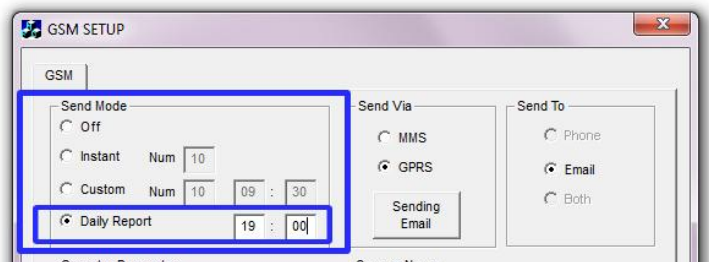 GSM SETUP
GSM
Send Mode
Off
Instant Num 10
Custom Num 10 09 : 30
Daily Report 19 : 00
Send Via
MMS
GPRS
Sending
Email
Send To
Phone
Email
Both